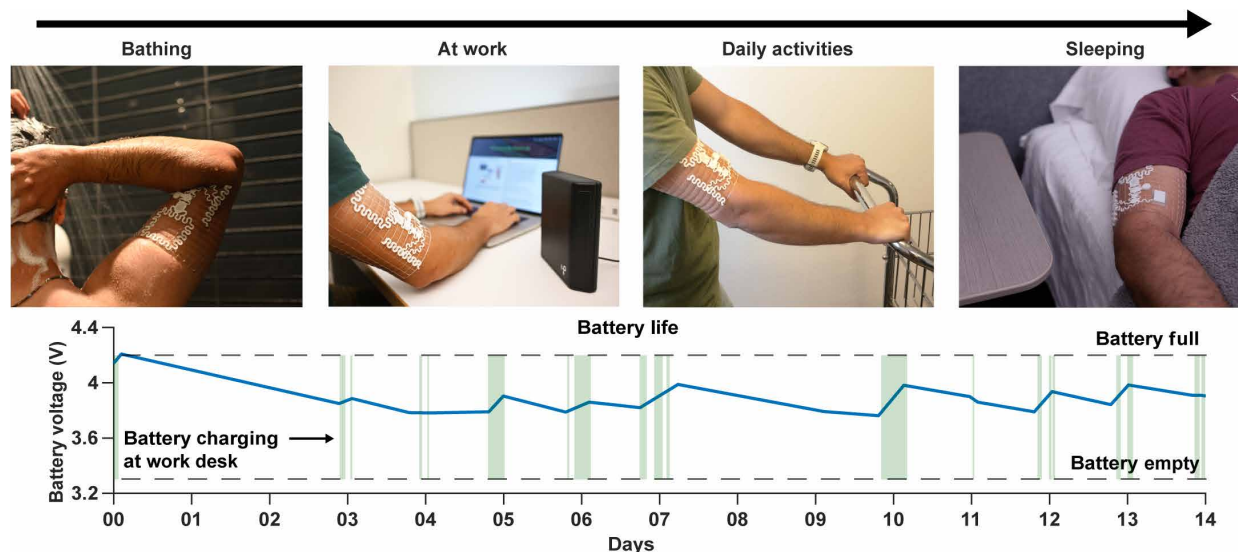 Bathing
At work
Daily activities
Sleeping
Battery life
Battery full
Battery charging
at work desk
Battery empty
Battery voltage (V)
4.4
4
3.6
3.2
00 01 02 03 04 05 06 07 08 09 10 11 12 13 14
Days